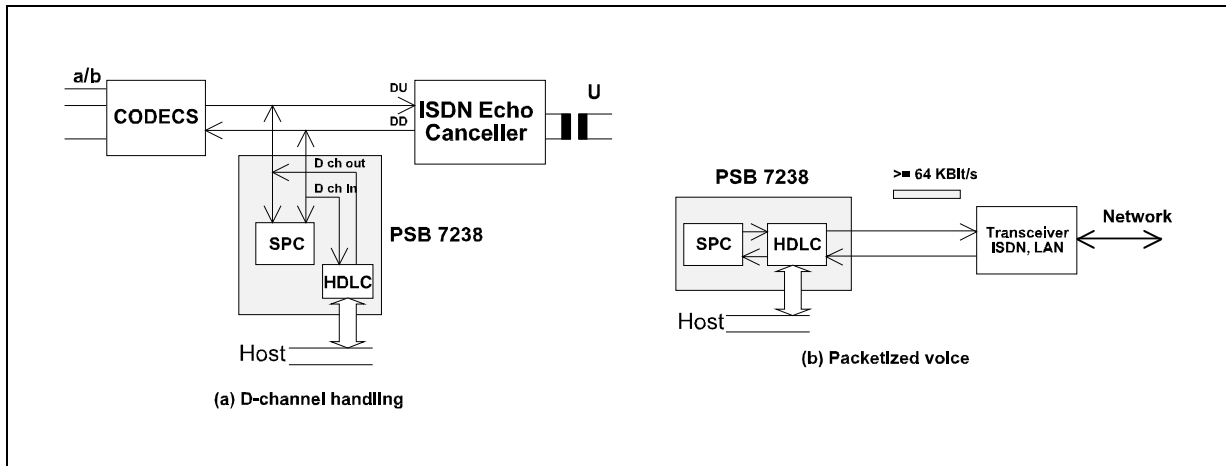 a/b
CODECS
DU
DD
ISDN Echo
Canceller
U
D ch out
D ch In
SPC
PSB 7238
HDLC
Host
(a) D-channel handling
PSB 7238
>= 64 KBit/s
SPC
HDLC
Transceiver
ISDN, LAN
Network
Host
(b) Packetized voice